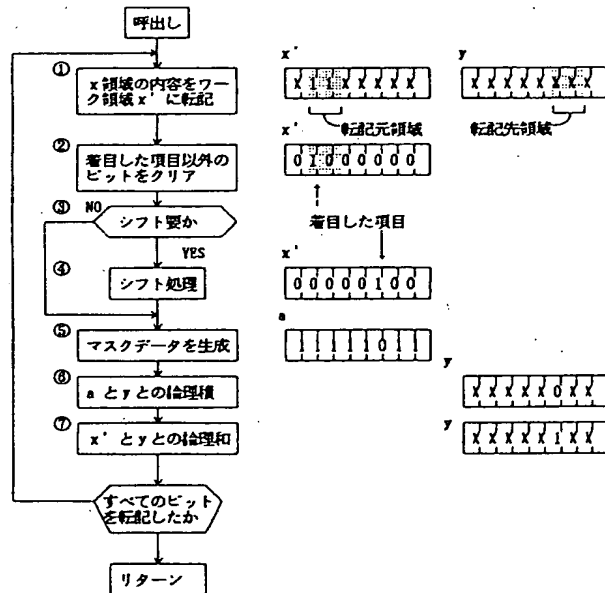 呼出し
①
x領域の内容をワー
ク領域x'に転記
②
着目した項目以外の
ビットをクリア
③ NO
シフト要か
YES
④
シフト処理
⑤
マスクデータを生成
⑥
aとyとの論理積
⑦
x'とyとの論理和
すべてのビット
を転記したか
リターン
x'
X 1 X X X X X X
転記元領域
y
X X X X X X X X
転記先領域
x'
0 1 0 0 0 0 0 0
着目した項目
x'
0 0 0 0 0 1 0 0
a
1 1 1 1 1 0 1 1
y
X X X X X 0 X X
y
X X X X X 1 X X